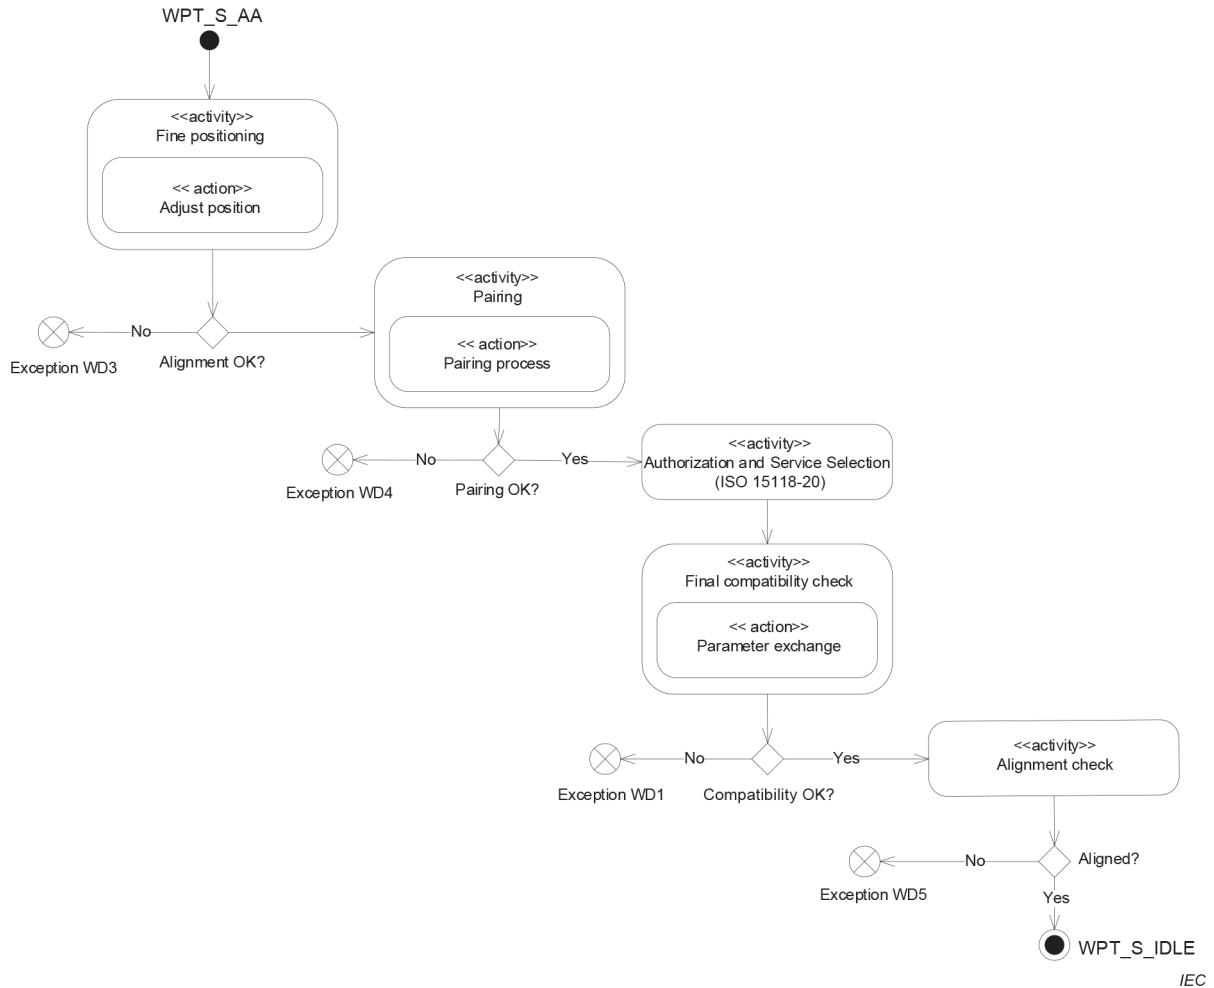 WPT_S_AA
<<activity>>
Fine positioning
<< action>>
Adjust position
<<activity>>
Pairing
<< action>>
Pairing process
No
Exception WD3
Alignment OK?
No
Yes
Exception WD4
Pairing OK?
<<activity>>
Authorization and Service Selection
(ISO 15118-20)
<<activity>>
Final compatibility check
<< action>>
Parameter exchange
No
Yes
Exception WD1
Compatibility OK?
<<activity>>
Alignment check
No
Aligned?
Exception WD5
Yes
WPT_S_IDLE
IEC